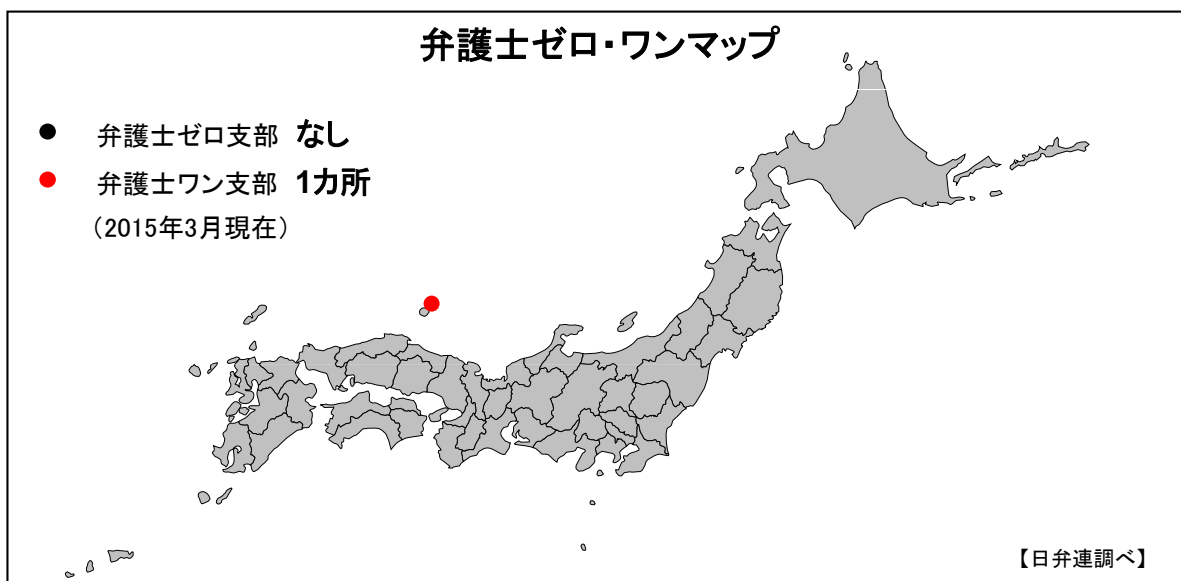 弁護士ゼロ・ワンマップ
● 弁護士ゼロ支部 なし
● 弁護士ワン支部 1カ所
（2015年3月現在）
【日弁連調べ】